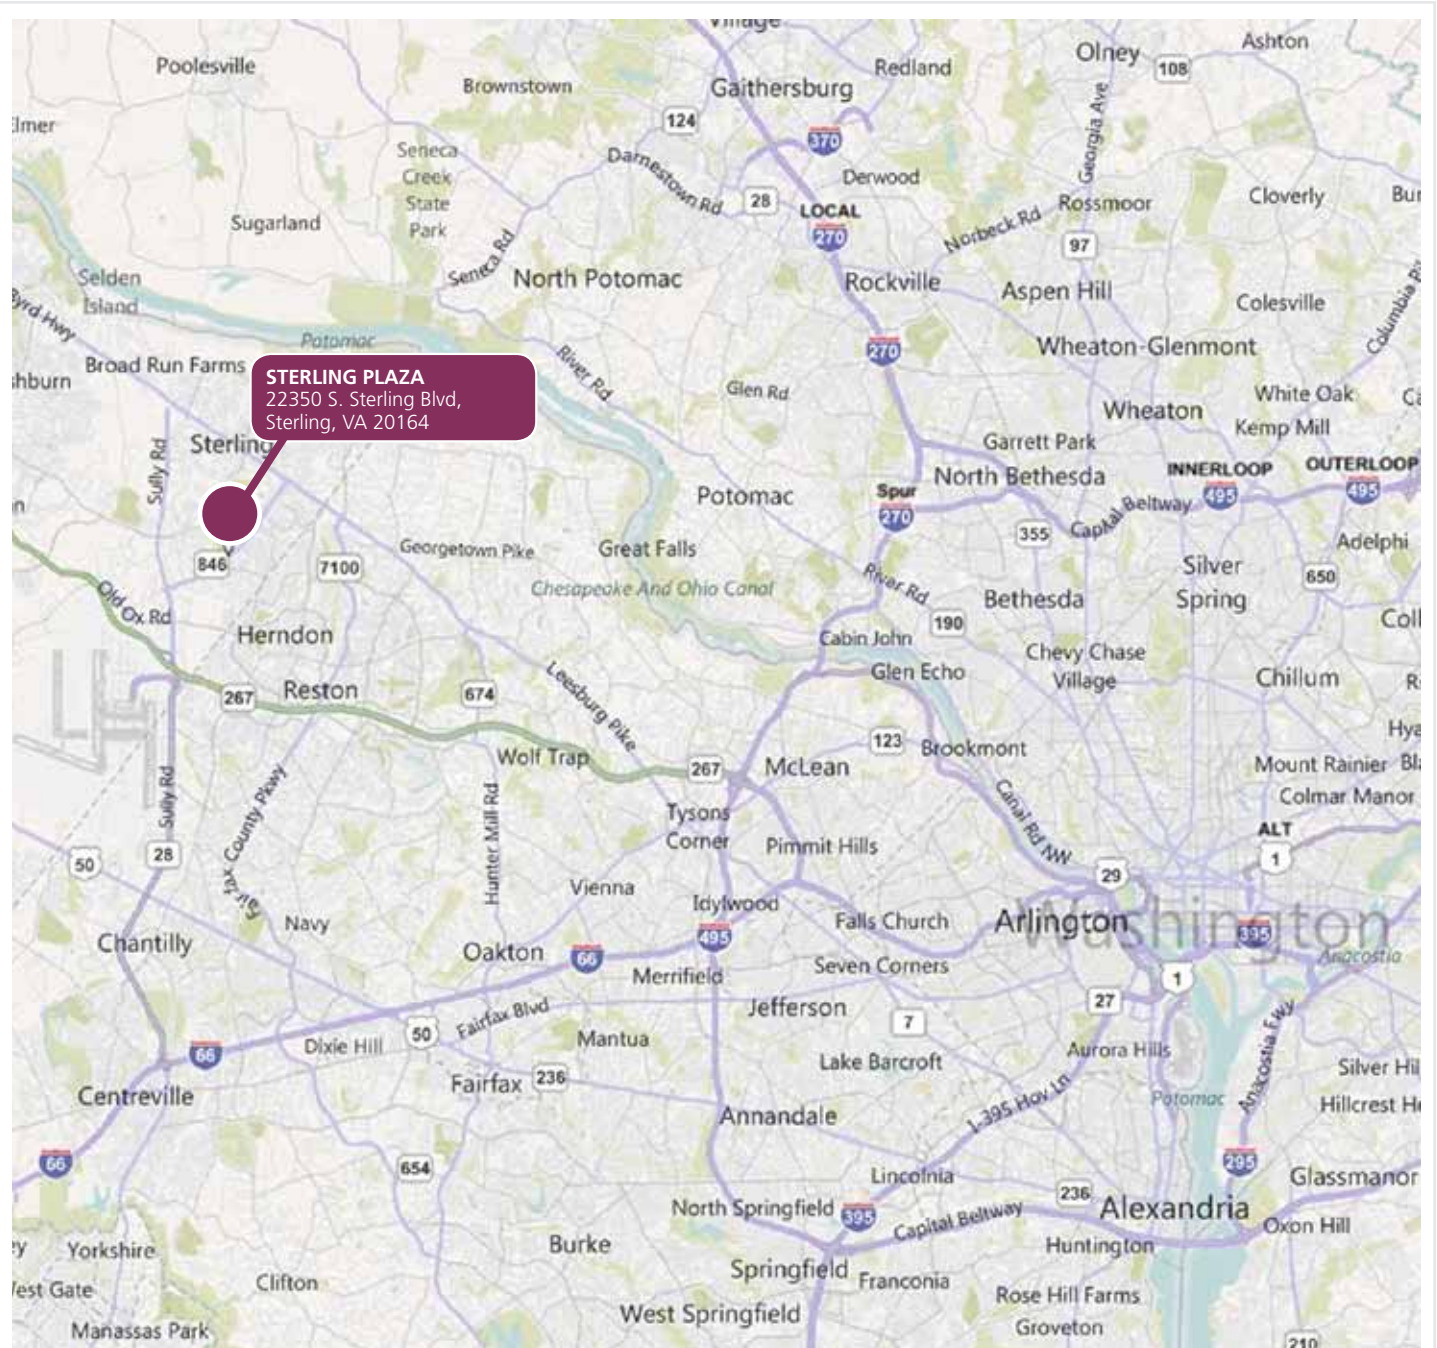 Village
Olney
Ashton
108
Poolesville
Redland
Brownstown
Gaithersburg
124
370
Georgia Ave
Seneca
Creek
State
Park
Darnestown Rd
Derwood
28
LOCAL
270
Rossmoor
Cloverly
Sugarland
Norbeck Rd
97
Seneca Rd
North Potomac
Rockville
Aspen Hill
Selden
Island
Colesville
Potomac
270
Wheaton-Glenmont
Broad Run Farms
River Rd
Glen Rd
STERLING PLAZA
22350 S. Sterling Blvd,
Sterling, VA 20164
White Oak
Wheaton
Kemp Mill
Sterling
Sully Rd
Garrett Park
North Bethesda
INNERLOOP
495
OUTERLOOP
495
Potomac
Spur
270
Capital Beltway
355
Georgetown Pike
Great Falls
Adelphi
846
7100
Silver
Spring
650
Chesapeake And Ohio Canal
River Rd
Bethesda
190
Old Ox Rd
Herndon
Cabin John
Chevy Chase
Village
Glen Echo
Chillum
267
Reston
674
Leesburg Pike
123
Brookmont
Wolf Trap
267
McLean
Mount Rainier
Colmar Manor
Sully Rd
Fairfax County Pkwy
Hunter Mill Rd
Tysons
Corner
Canal Rd NW
ALT
1
50
28
Pimmit Hills
29
Vienna
Idylwood
Navy
Falls Church
Arlington
Washington
395
Chantilly
Oakton
66
495
Anacostia
Merrifield
Seven Corners
1
27
Jefferson
Fairfax Blvd
7
50
Mantua
Anacostia Fwy
66
Dixie Hill
Aurora Hills
Lake Barcroft
Silver Hil
Fairfax
236
Centreville
I-395 Hov Ln
Potomac
Hillcrest He
Annandale
66
654
Lincolnia
295
Glassmanor
North Springfield
395
236
Alexandria
Capital Beltway
Oxon Hill
Yorkshire
Burke
Huntington
Springfield
Franconia
Clifton
Rose Hill Farms
West Springfield
Groveton
Manassas Park
210